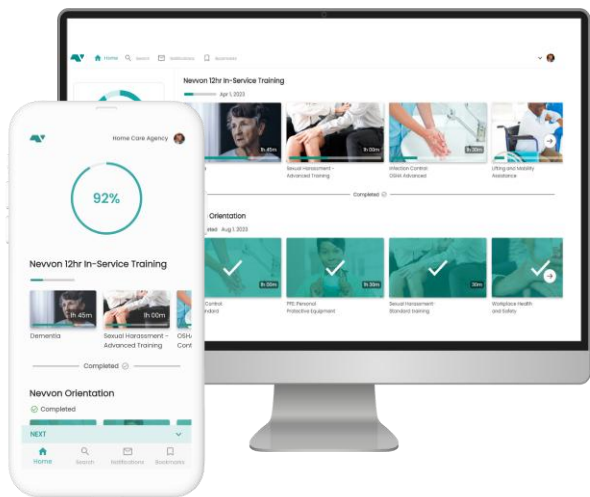 Home
Search
Notifications
Bookmarks
Nevvon 12hr In-Service Training
Apr 1, 2023
1h 45m
1h 00m
1h 30m
Sexual Harassment -
Advanced Training
Infection Control:
OSHA Advanced
Lifting and Mobility
Assistance
Completed
Orientation
Aug 1, 2023
1h 00m
1h 30m
30m
Control
PPE: Personal
Protective Equipment
Sexual Harassment
Standard training
Workplace Health
and Safety
Home Care Agency
92%
Nevvon 12hr In-Service Training
1h 45m
1h 00m
Dementia
Sexual Harassment -
Advanced Training
OSHA
Cont
Completed
Nevvon Orientation
Completed
NEXT
Home
Search
Notifications
Bookmarks